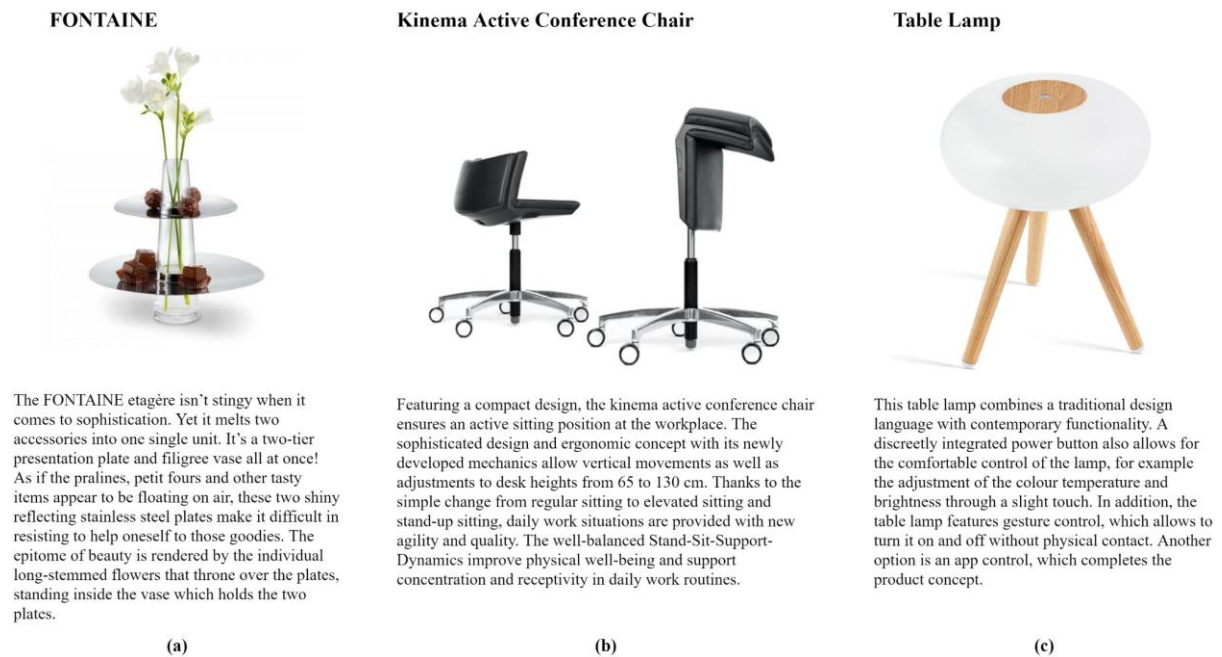 FONTAINE
The FONTAINE etagère isn't stingy when it
comes to sophistication. Yet it melts two
accessories into one single unit. It's a two-tier
presentation plate and filigree vase all at once!
As if the pralines, petit fours and other tasty
items appear to be floating on air, these two shiny
reflecting stainless steel plates make it difficult in
resisting to help oneself to those goodies. The
epitome of beauty is rendered by the individual
long-stemmed flowers that throne over the plates,
standing inside the vase which holds the two
plates.
(a)
Kinema Active Conference Chair
Featuring a compact design, the kinema active conference chair
ensures an active sitting position at the workplace. The
sophisticated design and ergonomic concept with its newly
developed mechanics allow vertical movements as well as
adjustments to desk heights from 65 to 130 cm. Thanks to the
simple change from regular sitting to elevated sitting and
stand-up sitting, daily work situations are provided with new
agility and quality. The well-balanced Stand-Sit-Support-
Dynamics improve physical well-being and support
concentration and receptivity in daily work routines.
(b)
Table Lamp
This table lamp combines a traditional design
language with contemporary functionality. A
discreetly integrated power button also allows for
the comfortable control of the lamp, for example
the adjustment of the colour temperature and
brightness through a slight touch. In addition, the
table lamp features gesture control, which allows to
turn it on and off without physical contact. Another
option is an app control, which completes the
product concept.
(c)